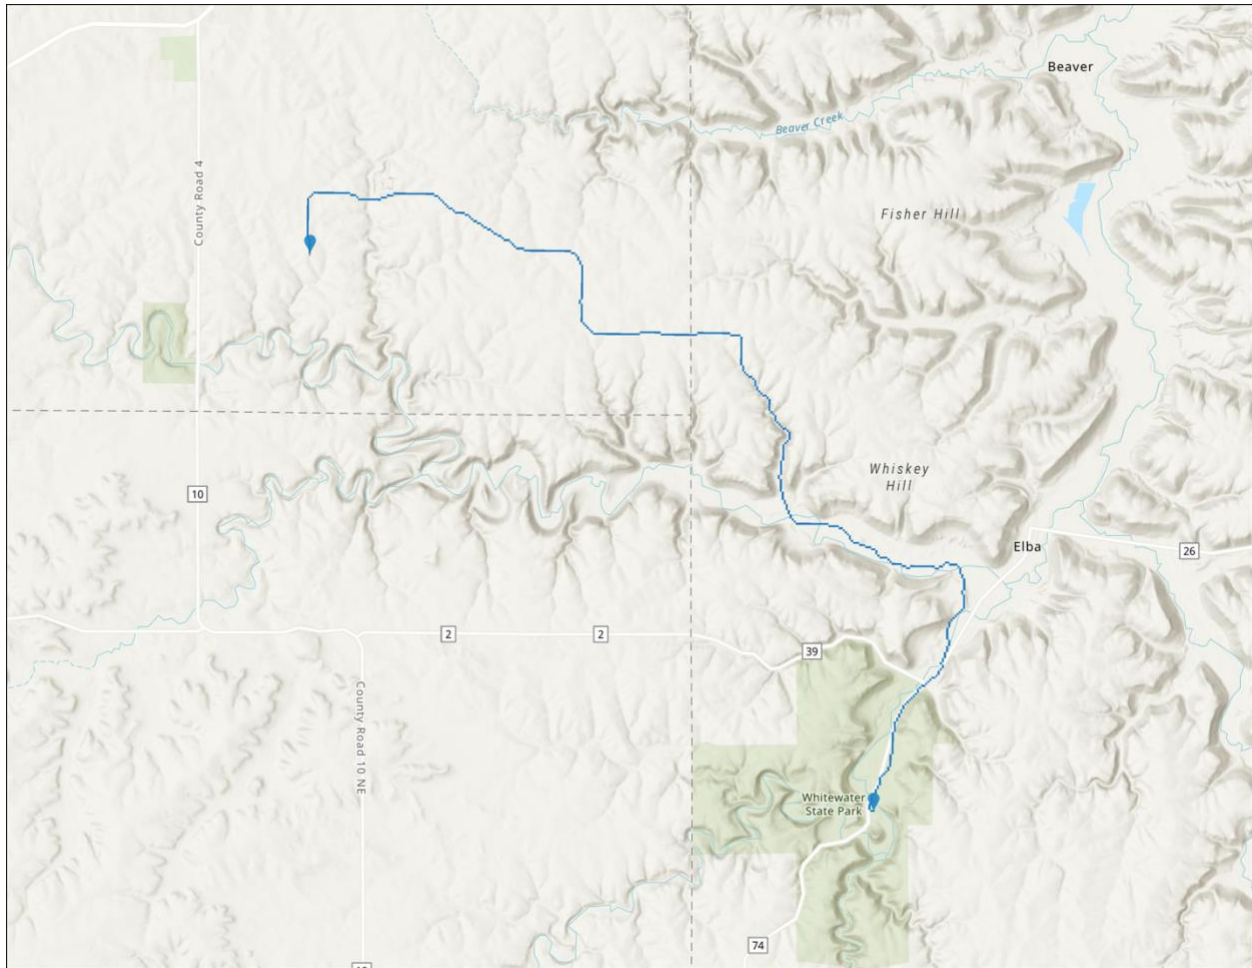 Beaver
Beaver Creek
County Road 4
Fisher Hill
Whiskey
Hill
10
Elba
26
2
2
39
County Road 10 NE
Whitewater
State Park
74